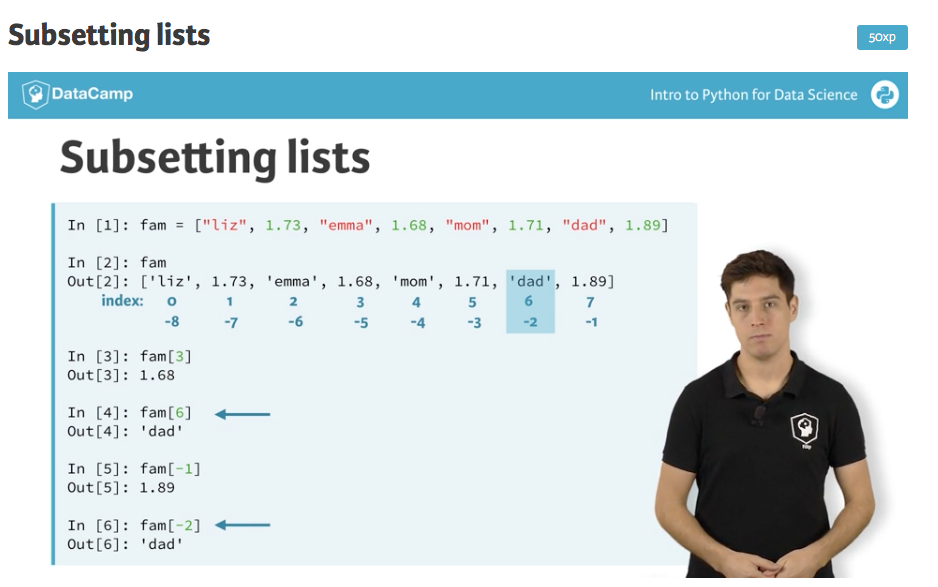 Subsetting lists
50xp
DataCamp
Intro to Python for Data Science
Subsetting lists
In [1]: fam = ["liz", 1.73, "emma", 1.68, "mom", 1.71, "dad", 1.89]
In [2]: fam
Out[2]: ['liz', 1.73, 'emma', 1.68, 'mom', 1.71, 'dad', 1.89]
index: 0 1 2 3 4 5 6 7
-8 -7 -6 -5 -4 -3 -2 -1
In [3]: fam[3]
Out[3]: 1.68
In [4]: fam[6]
Out[4]: 'dad'
In [5]: fam[-1]
Out[5]: 1.89
In [6]: fam[-2]
Out[6]: 'dad'